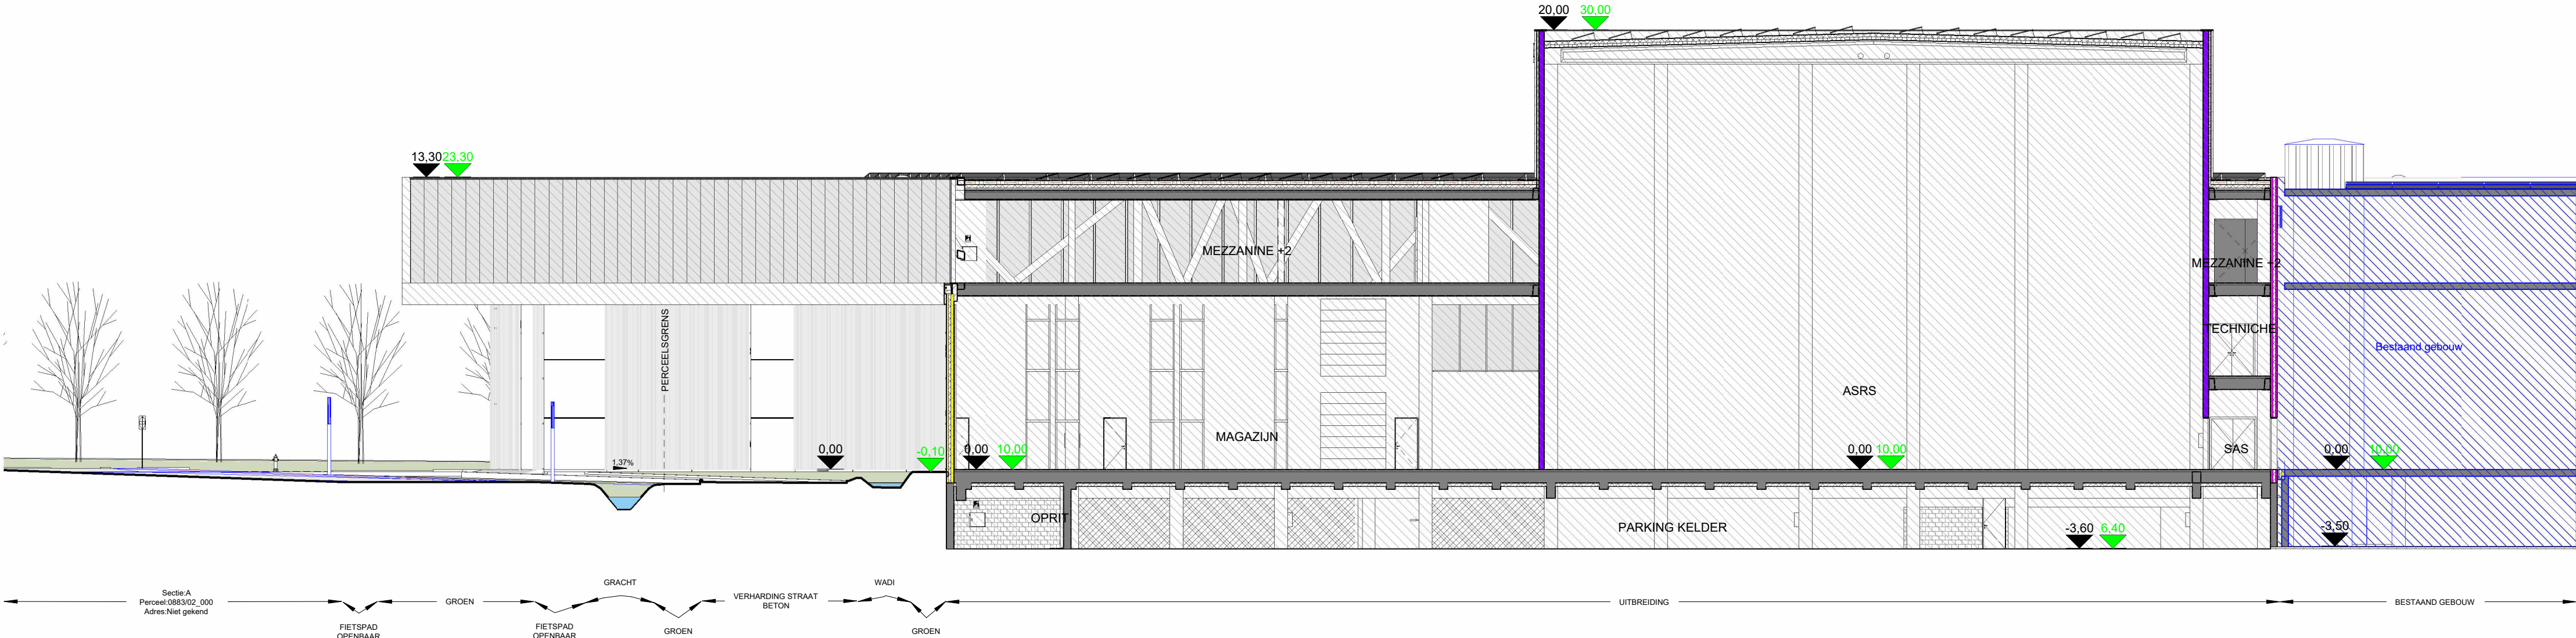 20,00 30,00
13,30 23,30
MEZZANINE +2
MEZZANINE +2
PERCEELSGRENS
TECHNICHE
Bestaand gebouw
ASRS
MAGAZIJN
SAS
1,37%
0,00
-0,10
0,00 10,00
0,00 10,00
0,00 10,00
OPRIT
PARKING KELDER
-3,60 6,40
-3,50
Sectie:A
Perceel:0883/02_000
Adres:Niet gekend
FIETSPAD
OPENBAAR
GROEN
FIETSPAD
OPENBAAR
GRACHT
GROEN
VERHARDING STRAAT
BETON
WADI
GROEN
UITBREIDING
BESTAAND GEBOUW